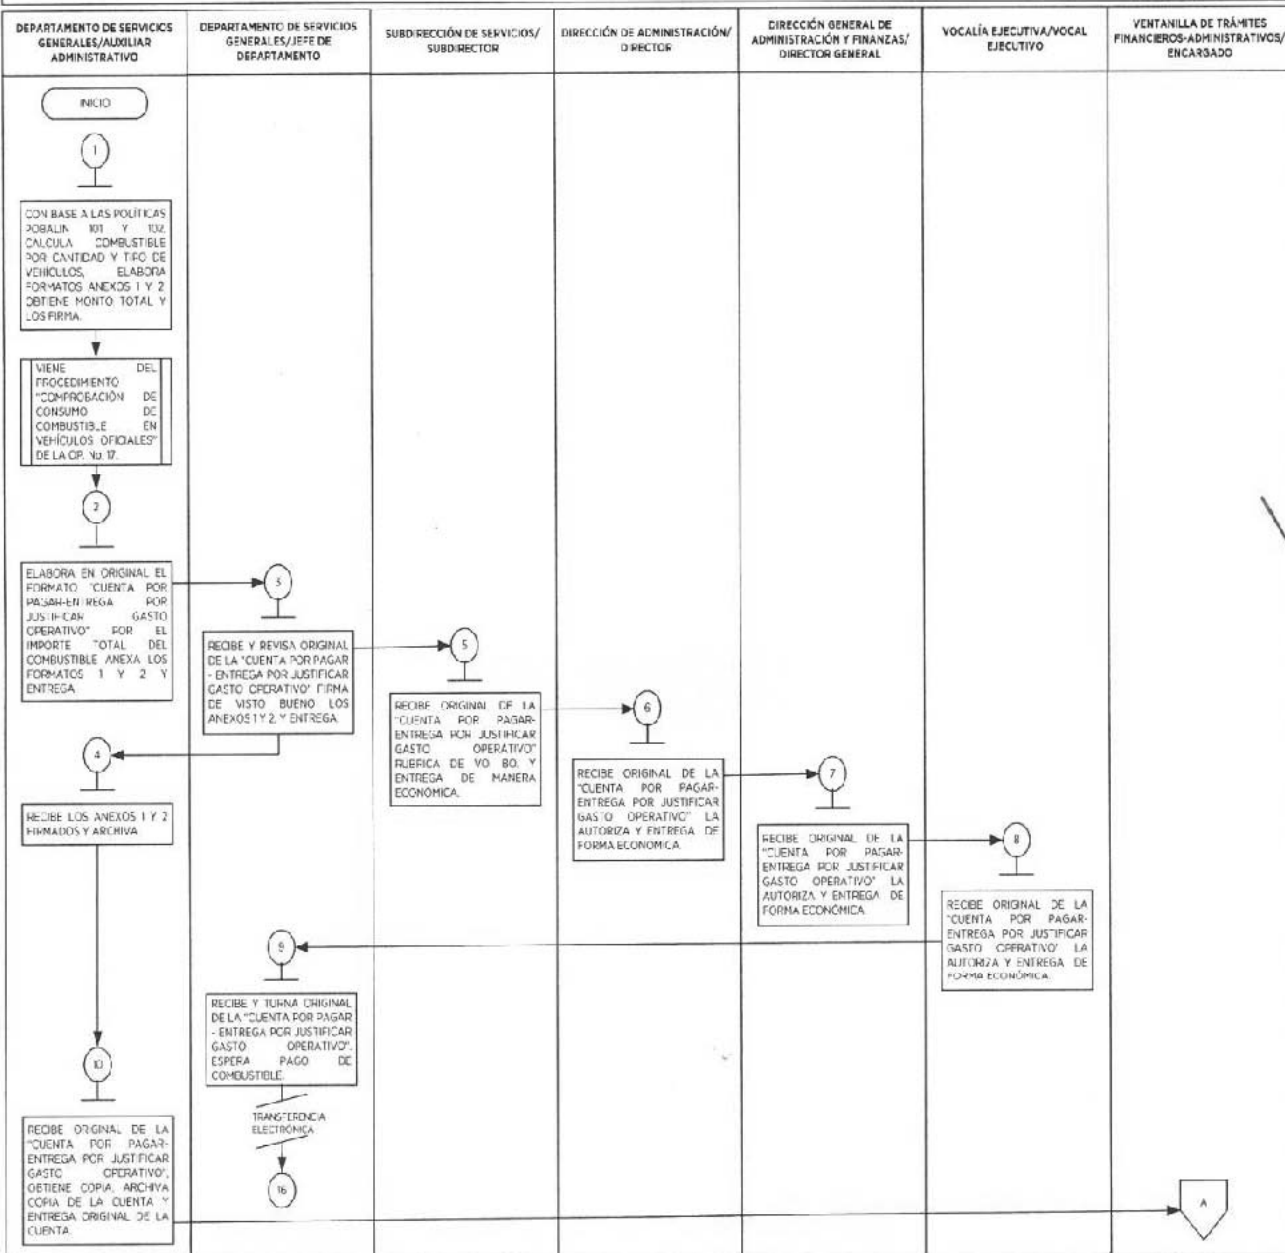 DEPARTAMENTO DE SERVICIOS
GENERALES/AUXILIAR
ADMINISTRATIVO
DEPARTAMENTO DE SERVICIOS
GENERALES/JEFE DE
DEPARTAMENTO
SUBDIRECCIÓN DE SERVICIOS/
SUBDIRECTOR
DIRECCIÓN DE ADMINISTRACIÓN/
DIRECTOR
DIRECCIÓN GENERAL DE
ADMINISTRACIÓN Y FINANZAS/
DIRECTOR GENERAL
VOCALÍA EJECUTIVA/VOCAL
EJECUTIVO
VENTANILLA DE TRÁMITES
FINANCIEROS-ADMINISTRATIVOS/
ENCARGADO
INICIO
1
CON BASE A LAS POLÍTICAS
POBALIN 101 Y 102,
CALCULA COMBUSTIBLE
POR CANTIDAD Y TIPO DE
VEHÍCULOS, ELABORA
FORMATOS ANEXOS 1 Y 2
OBTIENE MONTO TOTAL Y
LOS FIRMA.
VIENE DEL
PROCEDIMIENTO
"COMPROBACIÓN DE
CONSUMO DE
COMBUSTIBLE EN
VEHÍCULOS OFICIALES"
DE LA OP. No. 17.
2
ELABORA EN ORIGINAL EL
FORMATO "CUENTA POR
PAGAR-ENTREGA POR
JUSTIFICAR GASTO
OPERATIVO" POR EL
IMPORTE TOTAL DEL
COMBUSTIBLE ANEXA LOS
FORMATOS 1 Y 2 Y
ENTREGA
3
RECIBE Y REVISA ORIGINAL
DE LA "CUENTA POR PAGAR
- ENTREGA POR JUSTIFICAR
GASTO OPERATIVO" FIRMA
DE VISTO BUENO LOS
ANEXOS 1 Y 2, Y ENTREGA.
4
RECIBE LOS ANEXOS 1 Y 2
FIRMADOS Y ARCHIVA
5
RECIBE ORIGINAL DE LA
"CUENTA POR PAGAR-
ENTREGA POR JUSTIFICAR
GASTO OPERATIVO"
RUBRICA DE VO. BO. Y
ENTREGA DE MANERA
ECONÓMICA.
6
RECIBE ORIGINAL DE LA
"CUENTA POR PAGAR-
ENTREGA POR JUSTIFICAR
GASTO OPERATIVO" LA
AUTORIZA Y ENTREGA DE
FORMA ECONOMICA.
7
RECIBE ORIGINAL DE LA
"CUENTA POR PAGAR-
ENTREGA POR JUSTIFICAR
GASTO OPERATIVO" LA
AUTORIZA Y ENTREGA DE
FORMA ECONÓMICA
8
RECIBE ORIGINAL DE LA
"CUENTA POR PAGAR-
ENTREGA POR JUSTIFICAR
GASTO OPERATIVO" LA
AUTORIZA Y ENTREGA DE
FORMA ECONÓMICA.
9
RECIBE Y TURNA ORIGINAL
DE LA "CUENTA POR PAGAR
- ENTREGA POR JUSTIFICAR
GASTO OPERATIVO".
ESPERA PAGO DE
COMBUSTIBLE.
TRANSFERENCIA
ELECTRÓNICA
16
10
RECIBE ORIGINAL DE LA
"CUENTA POR PAGAR-
ENTREGA POR JUSTIFICAR
GASTO OPERATIVO",
OBTIENE COPIA, ARCHIVA
COPIA DE LA CUENTA Y
ENTREGA ORIGINAL DE LA
CUENTA.
A